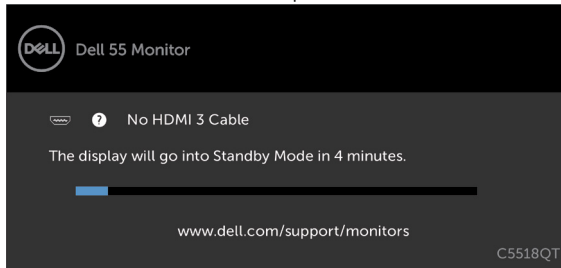 DELL
Dell 55 Monitor
? No HDMI 3 Cable
The display will go into Standby Mode in 4 minutes.
www.dell.com/support/monitors
C5518QT